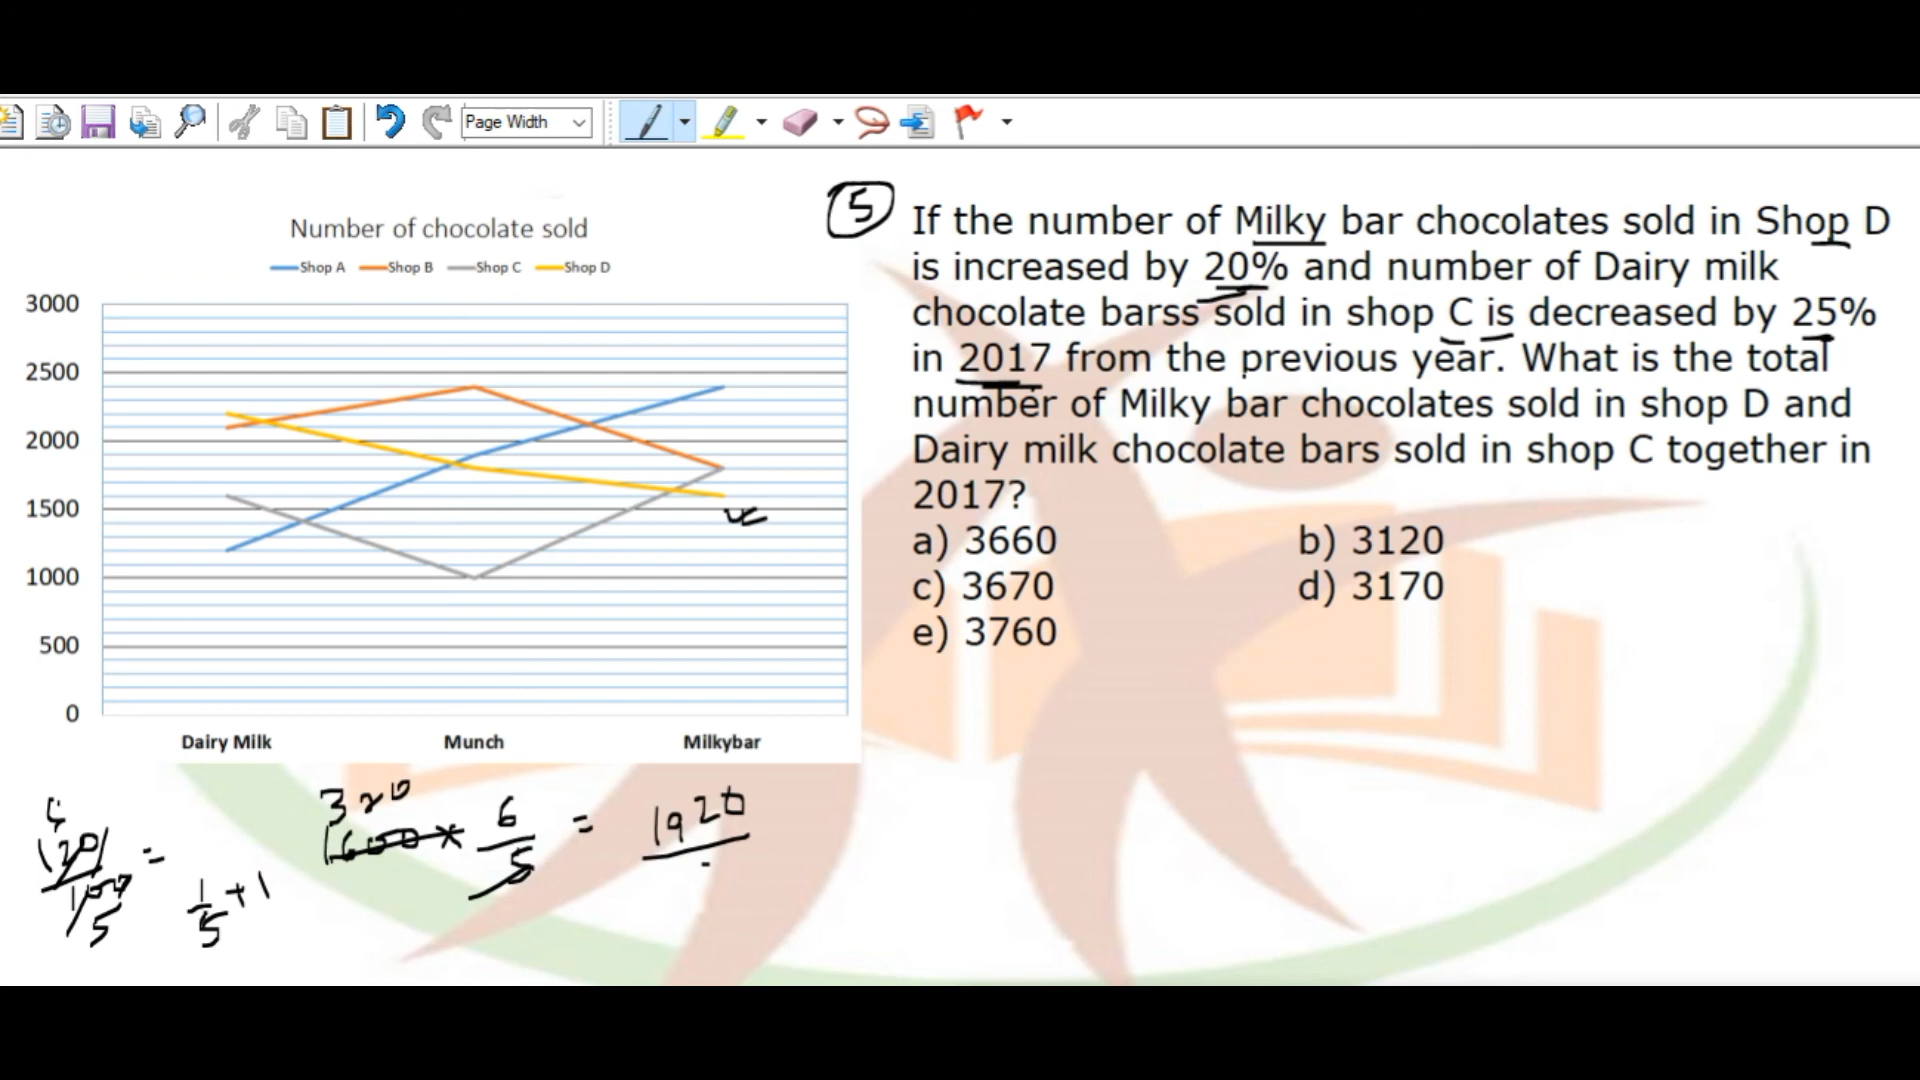 Page Width
Number of chocolate sold
Shop A Shop B Shop C Shop D
3000
2500
2000
1500
1000
500
0
Dairy Milk Munch Milkybar
5
If the number of Milky bar chocolates sold in Shop D
is increased by 20% and number of Dairy milk
chocolate barss sold in shop C is decreased by 25%
in 2017 from the previous year. What is the total
number of Milky bar chocolates sold in shop D and
Dairy milk chocolate bars sold in shop C together in
2017?
a) 3660 b) 3120
c) 3670 d) 3170
e) 3760
120/100 =
5
1/5 + 1
320
1600 × 6/5 = 1920